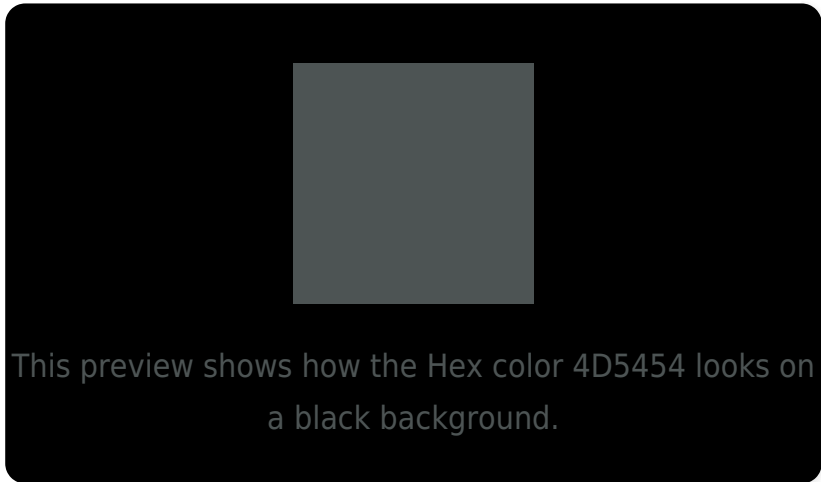 This preview shows how the Hex color 4D5454 looks on
a black background.